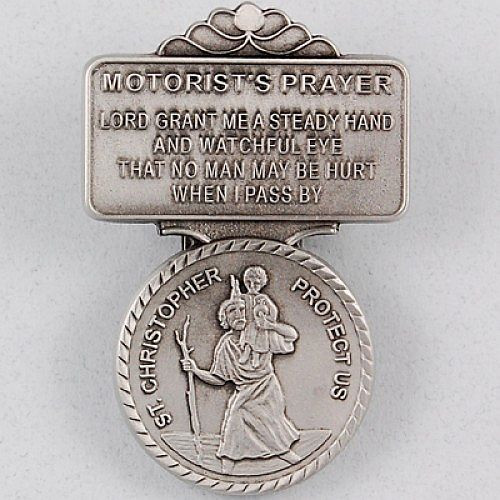 MOTORIST'S PRAYER
LORD GRANT ME A STEADY HAND
AND WATCHFUL EYE
THAT NO MAN MAY BE HURT
WHEN I PASS BY
ST. CHRISTOPHER
PROTECT US